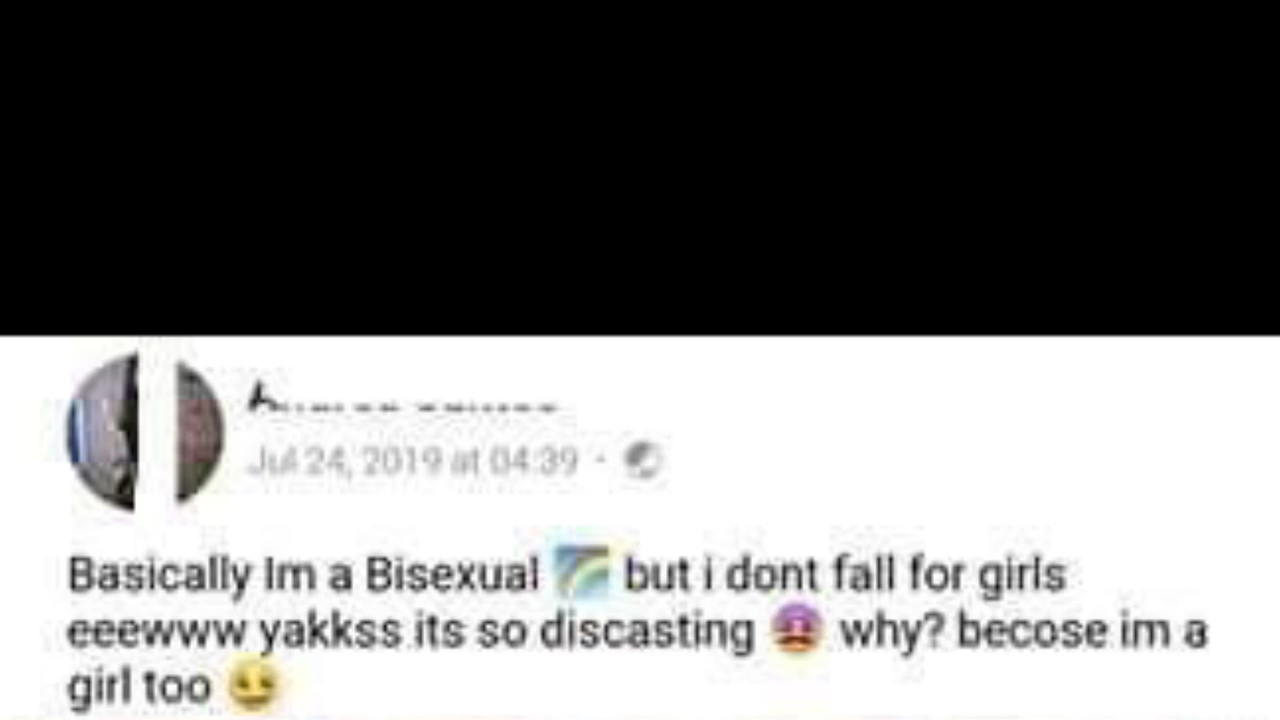 Jul 24, 2019 at 04:39 ·
Basically Im a Bisexual 🌈 but i dont fall for girls
eeewww yakkss its so discasting why? becose im a
girl too